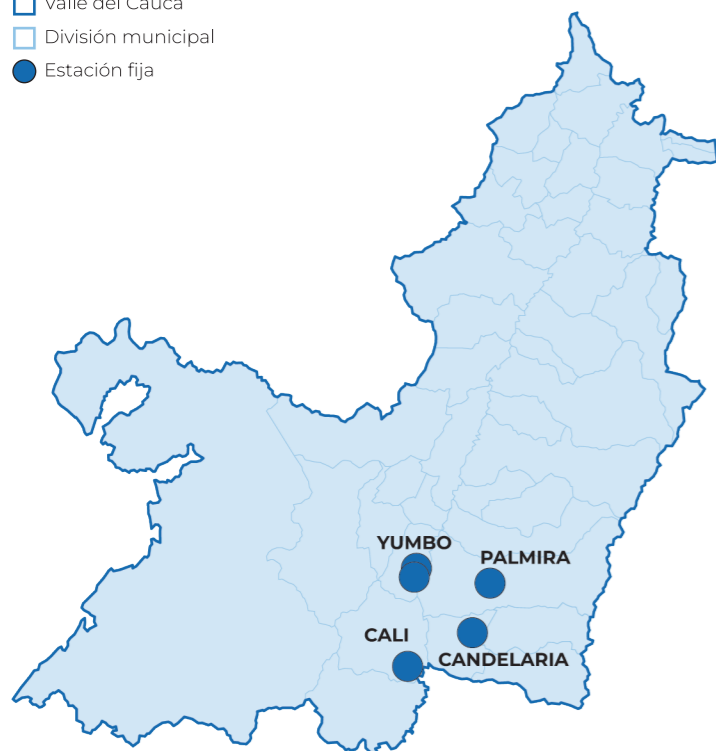 Valle del Cauca
División municipal
Estación fija
YUMBO
PALMIRA
CALI
CANDELARIA